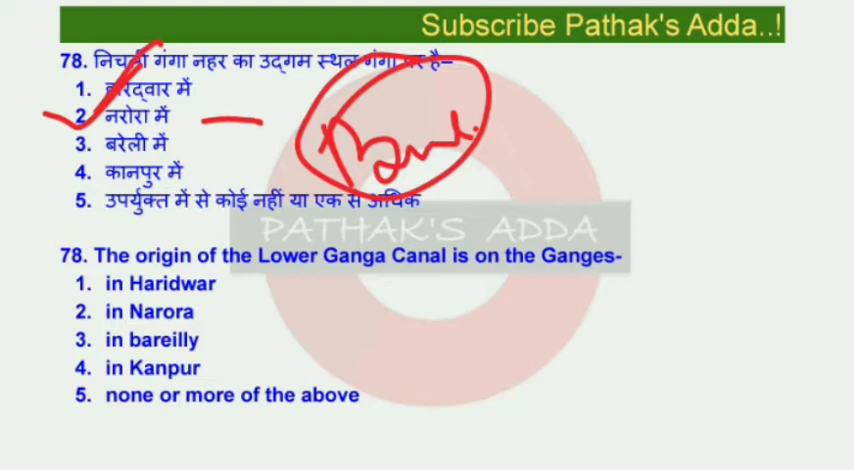 Subscribe Pathak's Adda..!
78. निचली गंगा नहर का उद्गम स्थल गंगा पर है–
1. हरिद्वार में
2. नरोरा में
3. बरेली में
4. कानपुर में
5. उपर्युक्त में से कोई नहीं या एक से अधिक
PATHAK'S ADDA
78. The origin of the Lower Ganga Canal is on the Ganges-
1. in Haridwar
2. in Narora
3. in bareilly
4. in Kanpur
5. none or more of the above